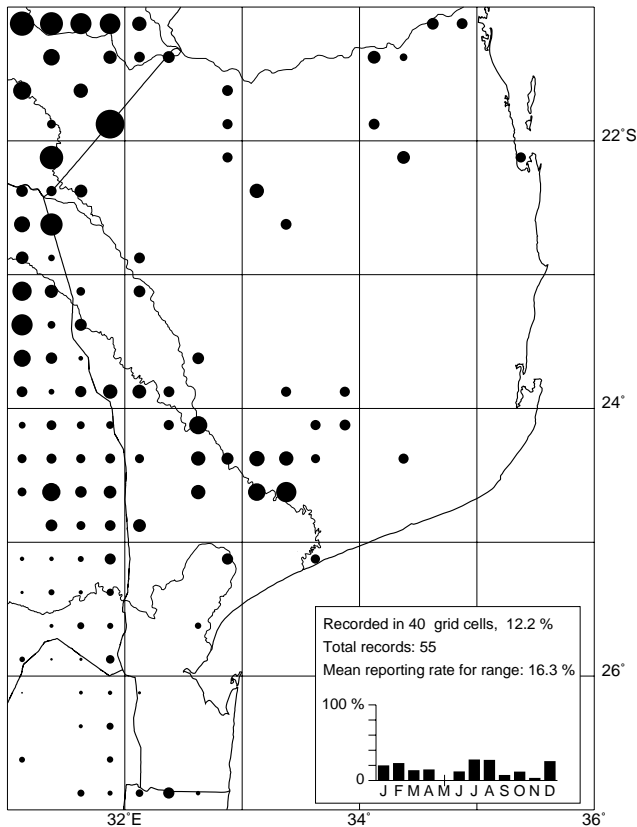 22°S
24°
26°
Recorded in 40 grid cells, 12.2 %
Total records: 55
Mean reporting rate for range: 16.3 %
100 %
0
J F M A M J J A S O N D
32°E
34°
36°